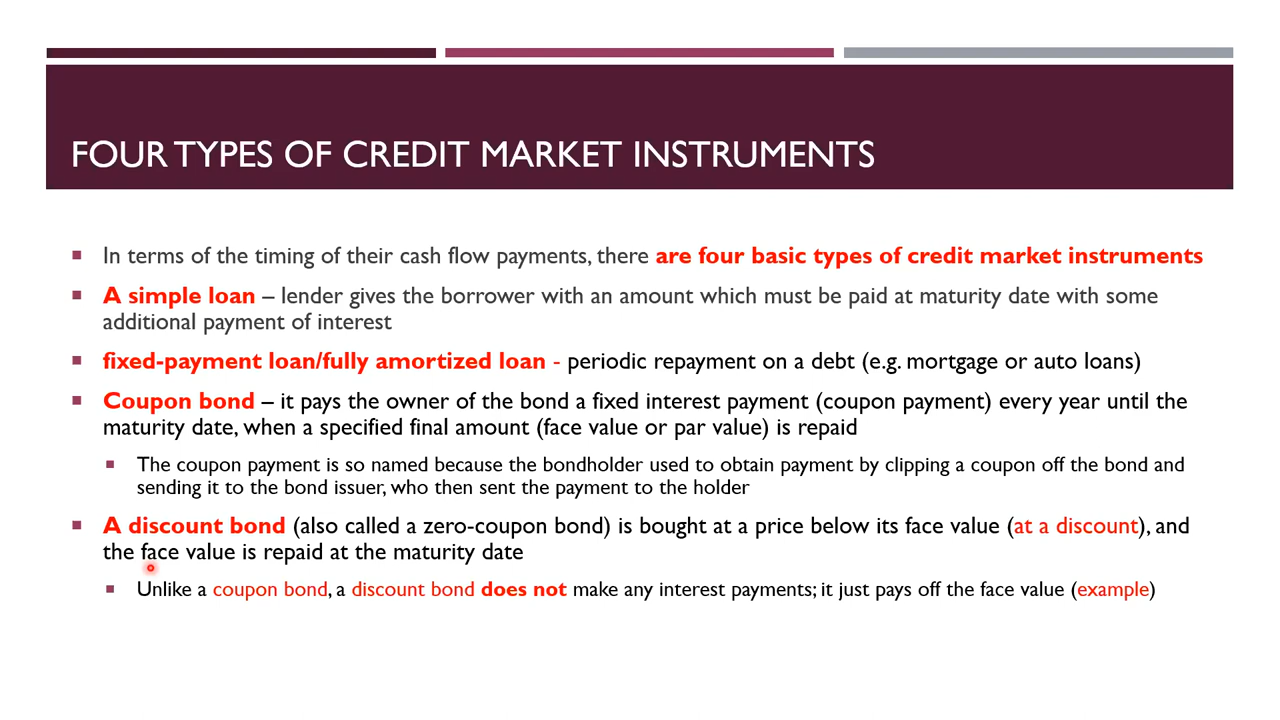 FOUR TYPES OF CREDIT MARKET INSTRUMENTS
In terms of the timing of their cash flow payments, there are four basic types of credit market instruments
A simple loan – lender gives the borrower with an amount which must be paid at maturity date with some
additional payment of interest
fixed-payment loan/fully amortized loan - periodic repayment on a debt (e.g. mortgage or auto loans)
Coupon bond – it pays the owner of the bond a fixed interest payment (coupon payment) every year until the
maturity date, when a specified final amount (face value or par value) is repaid
The coupon payment is so named because the bondholder used to obtain payment by clipping a coupon off the bond and
sending it to the bond issuer, who then sent the payment to the holder
A discount bond (also called a zero-coupon bond) is bought at a price below its face value (at a discount), and
the face value is repaid at the maturity date
Unlike a coupon bond, a discount bond does not make any interest payments; it just pays off the face value (example)